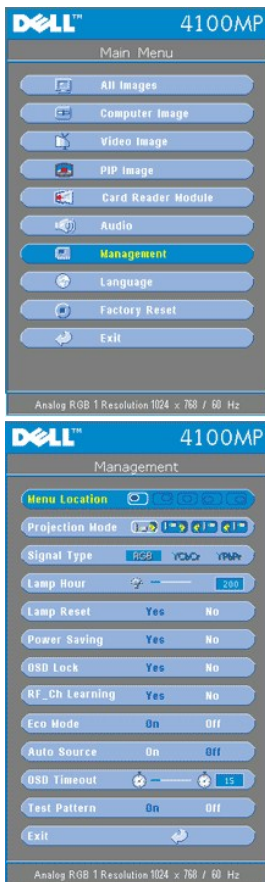 DELL™ 4100MP
Main Menu
All Images
Computer Image
Video Image
PIP Image
Card Reader Module
Audio
Management
Language
Factory Reset
Exit
Analog RGB 1 Resolution 1024 x 768 / 60 Hz
DELL™ 4100MP
Management
Menu Location
Projection Mode
Signal Type RGB YCbCr YPbPr
Lamp Hour 200
Lamp Reset Yes No
Power Saving Yes No
OSD Lock Yes No
RF_Ch Learning Yes No
Eco Mode On Off
Auto Source On Off
OSD Timeout 15
Test Pattern On Off
Exit
Analog RGB 1 Resolution 1024 x 768 / 60 Hz